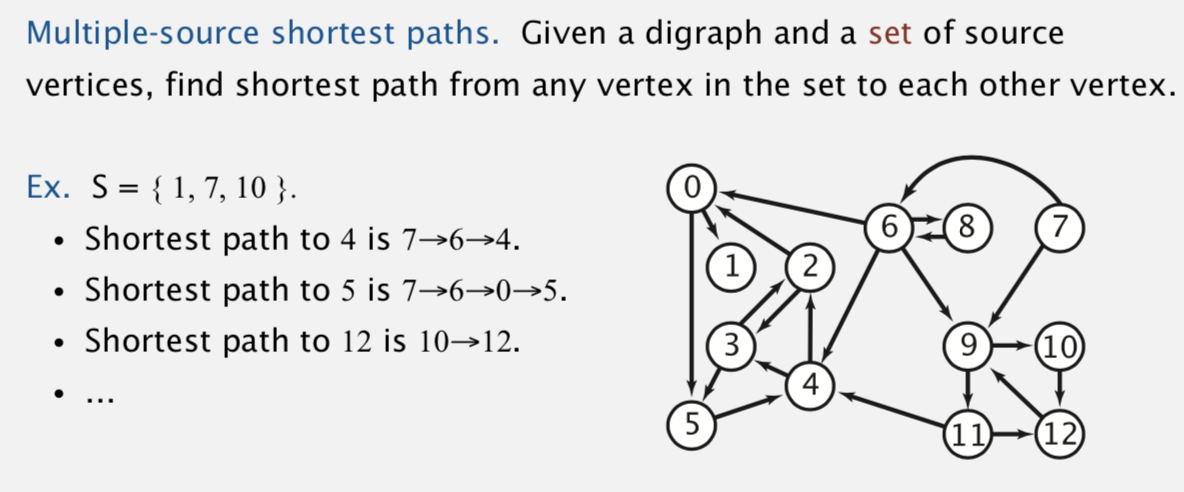 Multiple-source shortest paths. Given a digraph and a set of source
vertices, find shortest path from any vertex in the set to each other vertex.
Ex. S = { 1, 7, 10 }.
• Shortest path to 4 is 7→6→4.
• Shortest path to 5 is 7→6→0→5.
• Shortest path to 12 is 10→12.
• ...
0
6
8
7
1
2
3
9
10
4
5
11
12